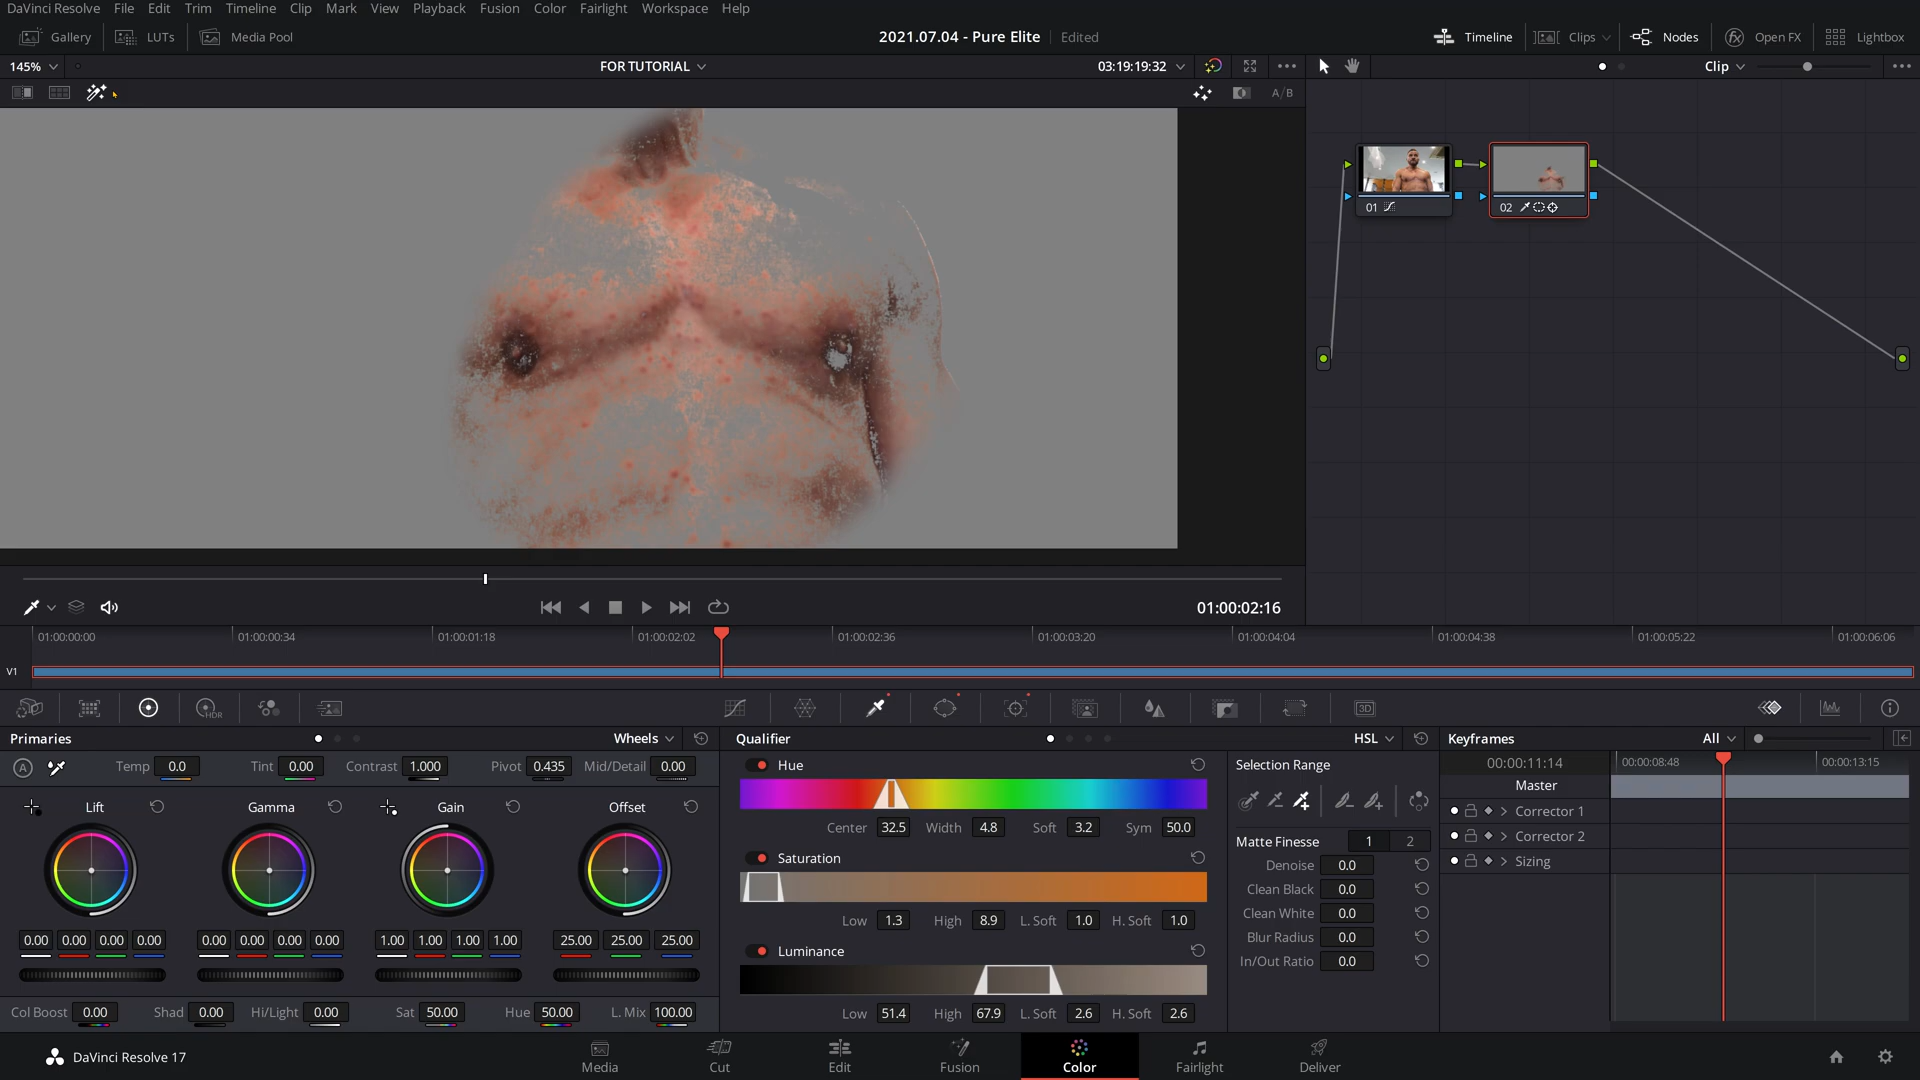 DaVinci Resolve File Edit Trim Timeline Clip Mark View Playback Fusion Color Fairlight Workspace Help
Gallery LUTs Media Pool 2021.07.04 - Pure Elite Edited Timeline Clips Nodes Open FX Lightbox
145% FOR TUTORIAL 03:19:19:32 Clip
A/B
01 02
01:00:02:16
01:00:00:00 01:00:00:34 01:00:01:18 01:00:02:02 01:00:02:36 01:00:03:20 01:00:04:04 01:00:04:38 01:00:05:22 01:00:06:06
V1
HDR 3D
Primaries Wheels Qualifier HSL Keyframes All
A Temp 0.0 Tint 0.00 Contrast 1.000 Pivot 0.435 Mid/Detail 0.00 Hue Selection Range 00:00:11:14 00:00:08:48 00:00:13:15
Master
Lift Gamma Gain Offset Corrector 1
Center 32.5 Width 4.8 Soft 3.2 Sym 50.0 Matte Finesse 1 2 Corrector 2
Saturation Denoise 0.0 Sizing
Clean Black 0.0
Low 1.3 High 8.9 L. Soft 1.0 H. Soft 1.0 Clean White 0.0
0.00 0.00 0.00 0.00 0.00 0.00 0.00 0.00 1.00 1.00 1.00 1.00 25.00 25.00 25.00 Blur Radius 0.0
Luminance In/Out Ratio 0.0
Col Boost 0.00 Shad 0.00 Hi/Light 0.00 Sat 50.00 Hue 50.00 L. Mix 100.00 Low 51.4 High 67.9 L. Soft 2.6 H. Soft 2.6
DaVinci Resolve 17 Media Cut Edit Fusion Color Fairlight Deliver